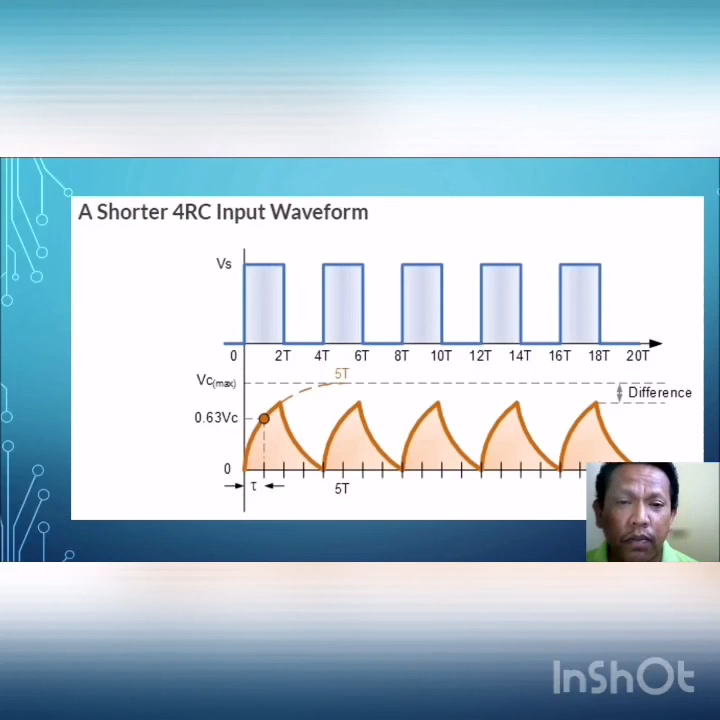 A Shorter 4RC Input Waveform
Vs
0 2T 4T 6T 8T 10T 12T 14T 16T 18T 20T
5T
Vc(max)
Difference
0.63Vc
0
τ
5T
InShOt